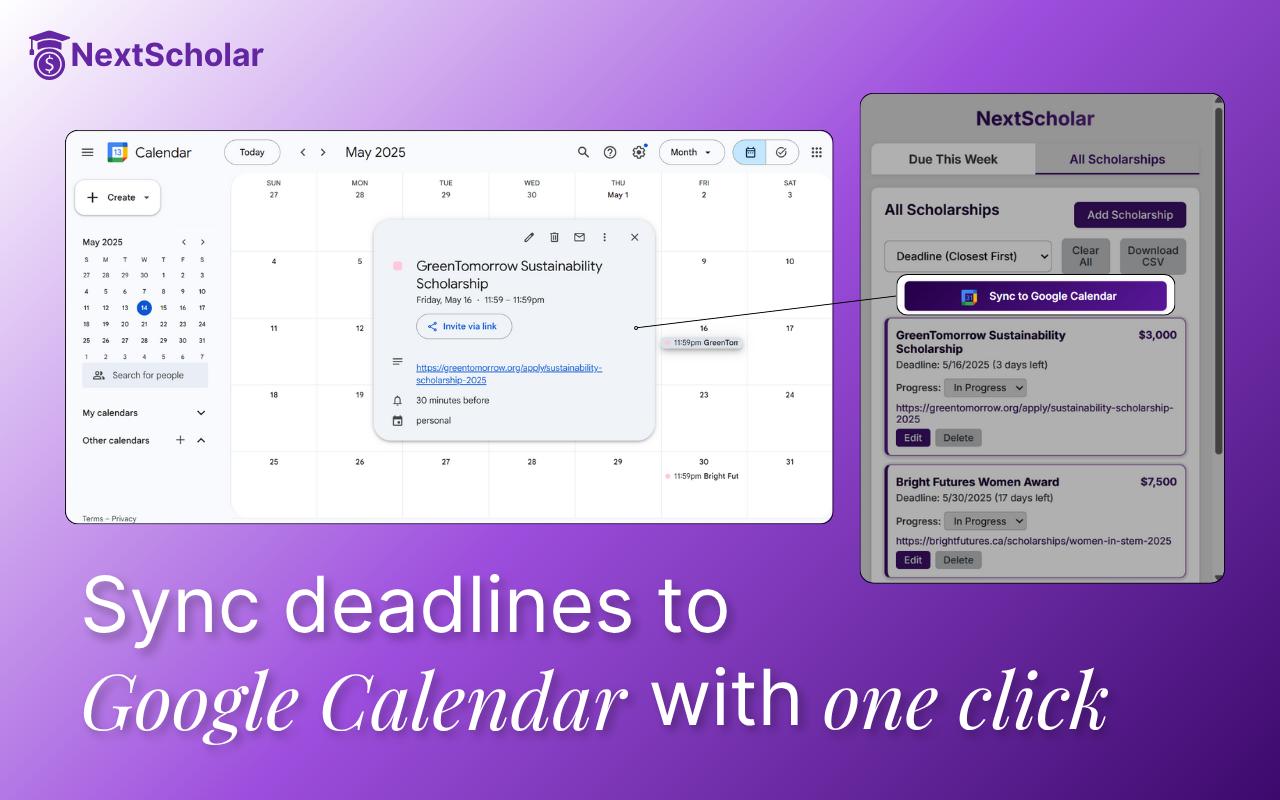 NextScholar
Calendar
Today
May 2025
Month
Create
May 2025
S M T W T F S
27 28 29 30 1 2 3
4 5 6 7 8 9 10
11 12 13 14 15 16 17
18 19 20 21 22 23 24
25 26 27 28 29 30 31
1 2 3 4 5 6 7
Search for people
My calendars
Other calendars
Terms – Privacy
SUN MON TUE WED THU FRI SAT
27 28 29 30 May 1 2 3
4 5 9 10
11 12 16 17
11:59pm GreenTom
18 19 23 24
25 26 27 28 29 30 31
11:59pm Bright Fut
GreenTomorrow Sustainability
Scholarship
Friday, May 16 · 11:59 – 11:59pm
Invite via link
https://greentomorrow.org/apply/sustainability-
scholarship-2025
30 minutes before
personal
NextScholar
Due This Week All Scholarships
All Scholarships
Add Scholarship
Deadline (Closest First)
Clear
All
Download
CSV
Sync to Google Calendar
GreenTomorrow Sustainability
Scholarship
$3,000
Deadline: 5/16/2025 (3 days left)
Progress: In Progress
https://greentomorrow.org/apply/sustainability-scholarship-
2025
Edit Delete
Bright Futures Women Award
$7,500
Deadline: 5/30/2025 (17 days left)
Progress: In Progress
https://brightfutures.ca/scholarships/women-in-stem-2025
Edit Delete
Sync deadlines to
Google Calendar with one click